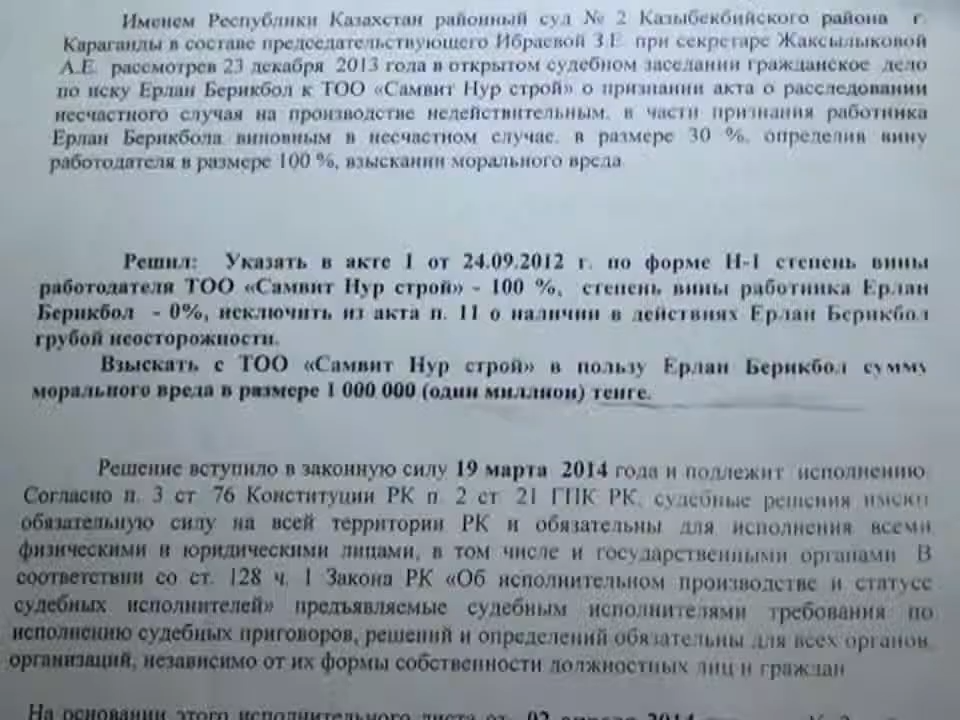 Именем Республики Казахстан районный суд № 2 Казыбекбийского района г.
Караганды в составе председательствующего Ибраевой З.Е. при секретаре Жаксылыковой
А.Е. рассмотрев 23 декабря 2013 года в открытом судебном заседании гражданское дело
по иску Ерлан Берикбол к ТОО «Самвит Нур строй» о признании акта о расследовании
несчастного случая на производстве недействительным, в части признания работника
Ерлан Берикбола виновным в несчастном случае, в размере 30 %, определив вину
работодателя в размере 100 %, взыскании морального вреда.
Решил: Указать в акте 1 от 24.09.2012 г. по форме Н-1 степень вины
работодателя ТОО «Самвит Нур строй» - 100 %, степень вины работника Ерлан
Берикбол - 0%, исключить из акта п. 11 о наличии в действиях Ерлан Берикбол
грубой неосторожности.
Взыскать с ТОО «Самвит Нур строй» в пользу Ерлан Берикбол сумму
морального вреда в размере 1 000 000 (один миллион) тенге.
Решение вступило в законную силу 19 марта 2014 года и подлежит исполнению.
Согласно п. 3 ст. 76 Конституции РК п. 2 ст. 21 ГПК РК, судебные решения имеют
обязательную силу на всей территории РК и обязательны для исполнения всеми
физическими и юридическими лицами, в том числе и государственными органами. В
соответствии со ст. 128 ч. 1 Закона РК «Об исполнительном производстве и статусе
судебных исполнителей» предъявляемые судебным исполнителями требования по
исполнению судебных приговоров, решений и определений обязательны для всех органов,
организаций, независимо от их формы собственности должностных лиц и граждан
На основании этого исполнительного листа от 02 апреля 2014